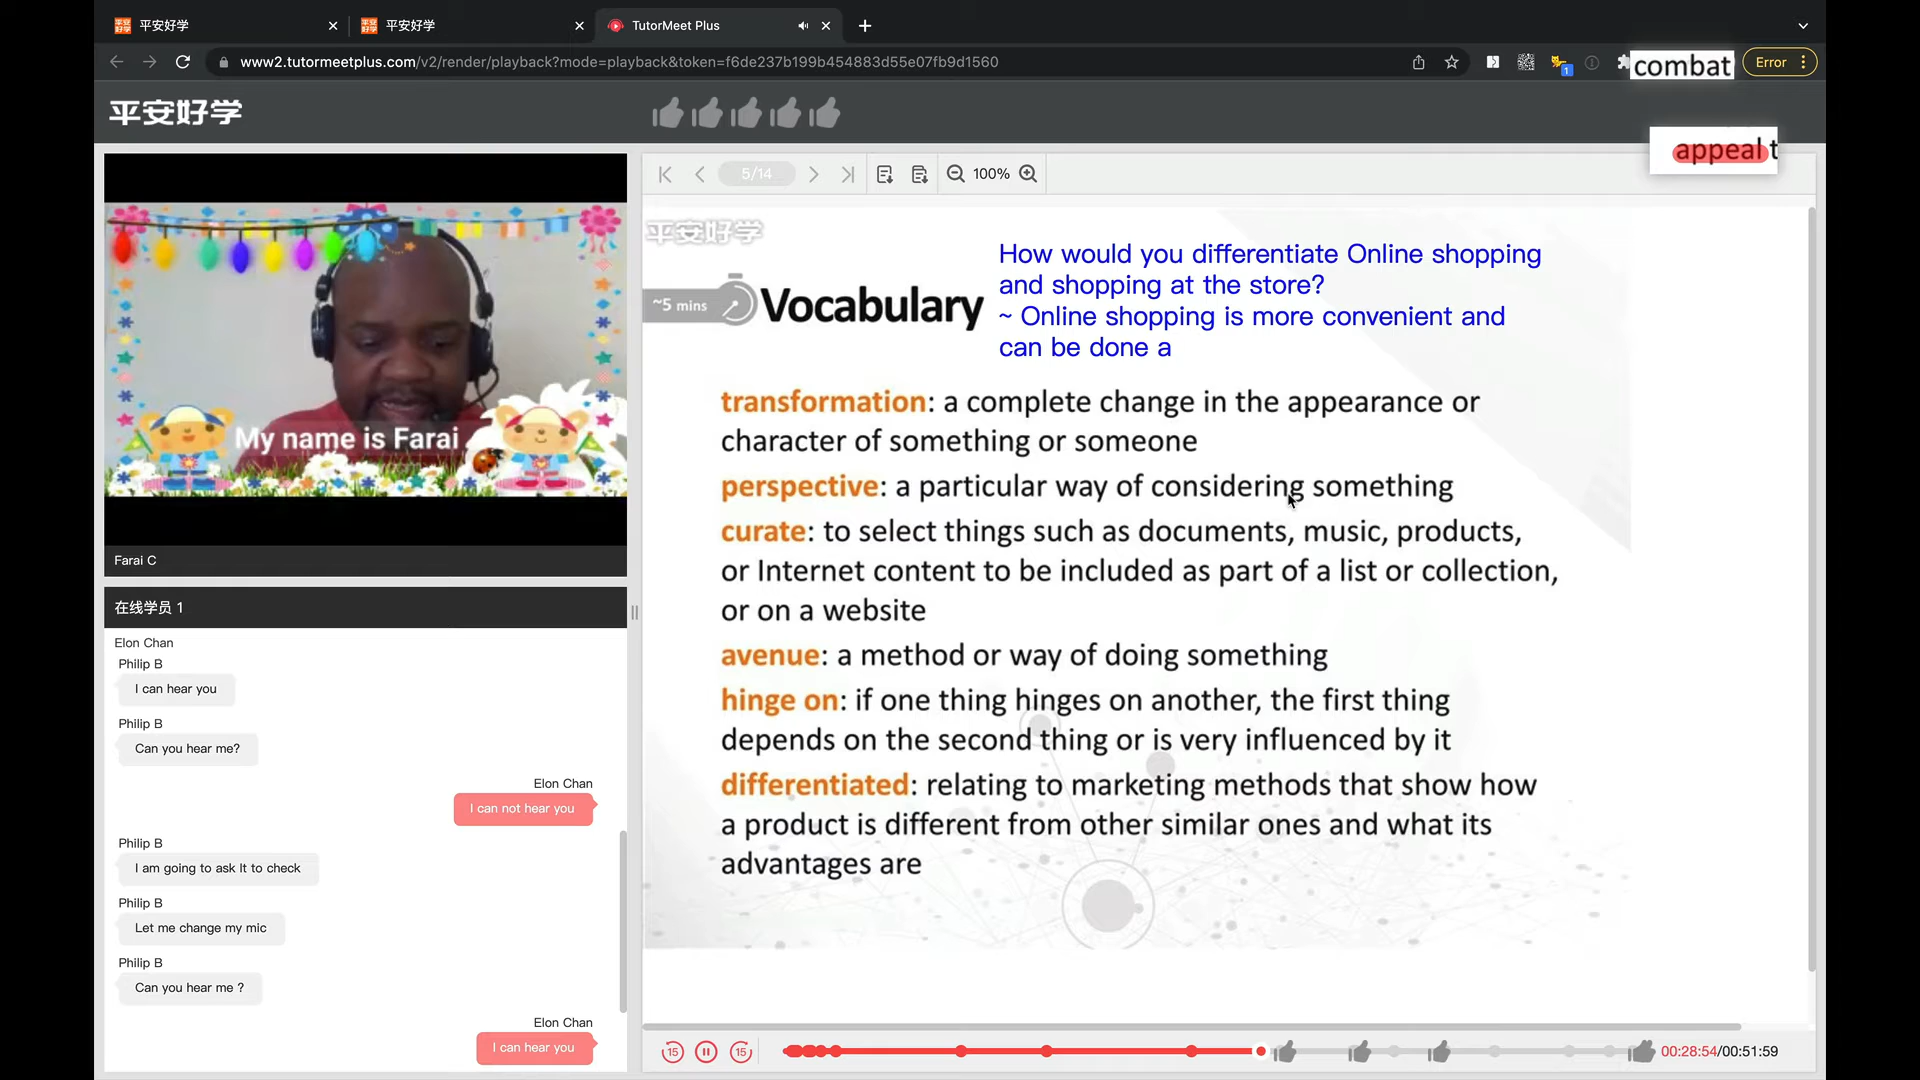 平安好学
平安好学
TutorMeet Plus
www2.tutormeetplus.com/v2/render/playback?mode=playback&token=f6de237b199b454883d55e07fb9d1560
1
combat
Error
平安好学
appeal t
5/14
100%
平安好学
How would you differentiate Online shopping
and shopping at the store?
~ Online shopping is more convenient and
can be done a
~5 mins
Vocabulary
transformation: a complete change in the appearance or
character of something or someone
perspective: a particular way of considering something
curate: to select things such as documents, music, products,
or Internet content to be included as part of a list or collection,
or on a website
avenue: a method or way of doing something
hinge on: if one thing hinges on another, the first thing
depends on the second thing or is very influenced by it
differentiated: relating to marketing methods that show how
a product is different from other similar ones and what its
advantages are
My name is Farai
Farai C
在线学员 1
Elon Chan
Philip B
I can hear you
Philip B
Can you hear me?
Elon Chan
I can not hear you
Philip B
I am going to ask It to check
Philip B
Let me change my mic
Philip B
Can you hear me ?
Elon Chan
I can hear you
15
15
00:28:54/00:51:59